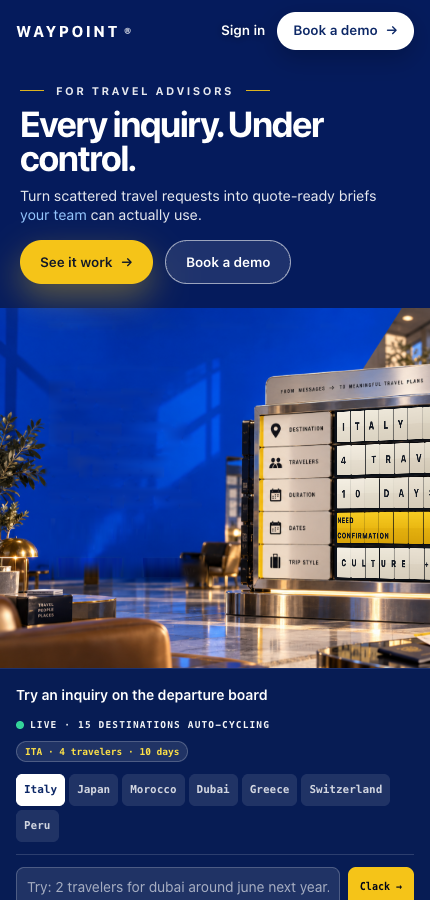 WAYPOINT ®
Sign in
Book a demo →
FOR TRAVEL ADVISORS
Every inquiry. Under
control.
Turn scattered travel requests into quote-ready briefs
your team can actually use.
See it work →
Book a demo
FROM MESSAGES → TO MEANINGFUL TRAVEL PLANS
DESTINATION
ITALY
TRAVELERS
4 TRAV
DURATION
10 DAY
DATES
NEED
CONFIRMATION
TRIP STYLE
CULTURE +
TRAVEL
PEOPLE
PLACES
Try an inquiry on the departure board
LIVE · 15 DESTINATIONS AUTO-CYCLING
ITA · 4 travelers · 10 days
Italy
Japan
Morocco
Dubai
Greece
Switzerland
Peru
Try: 2 travelers for dubai around june next year.
Clack →